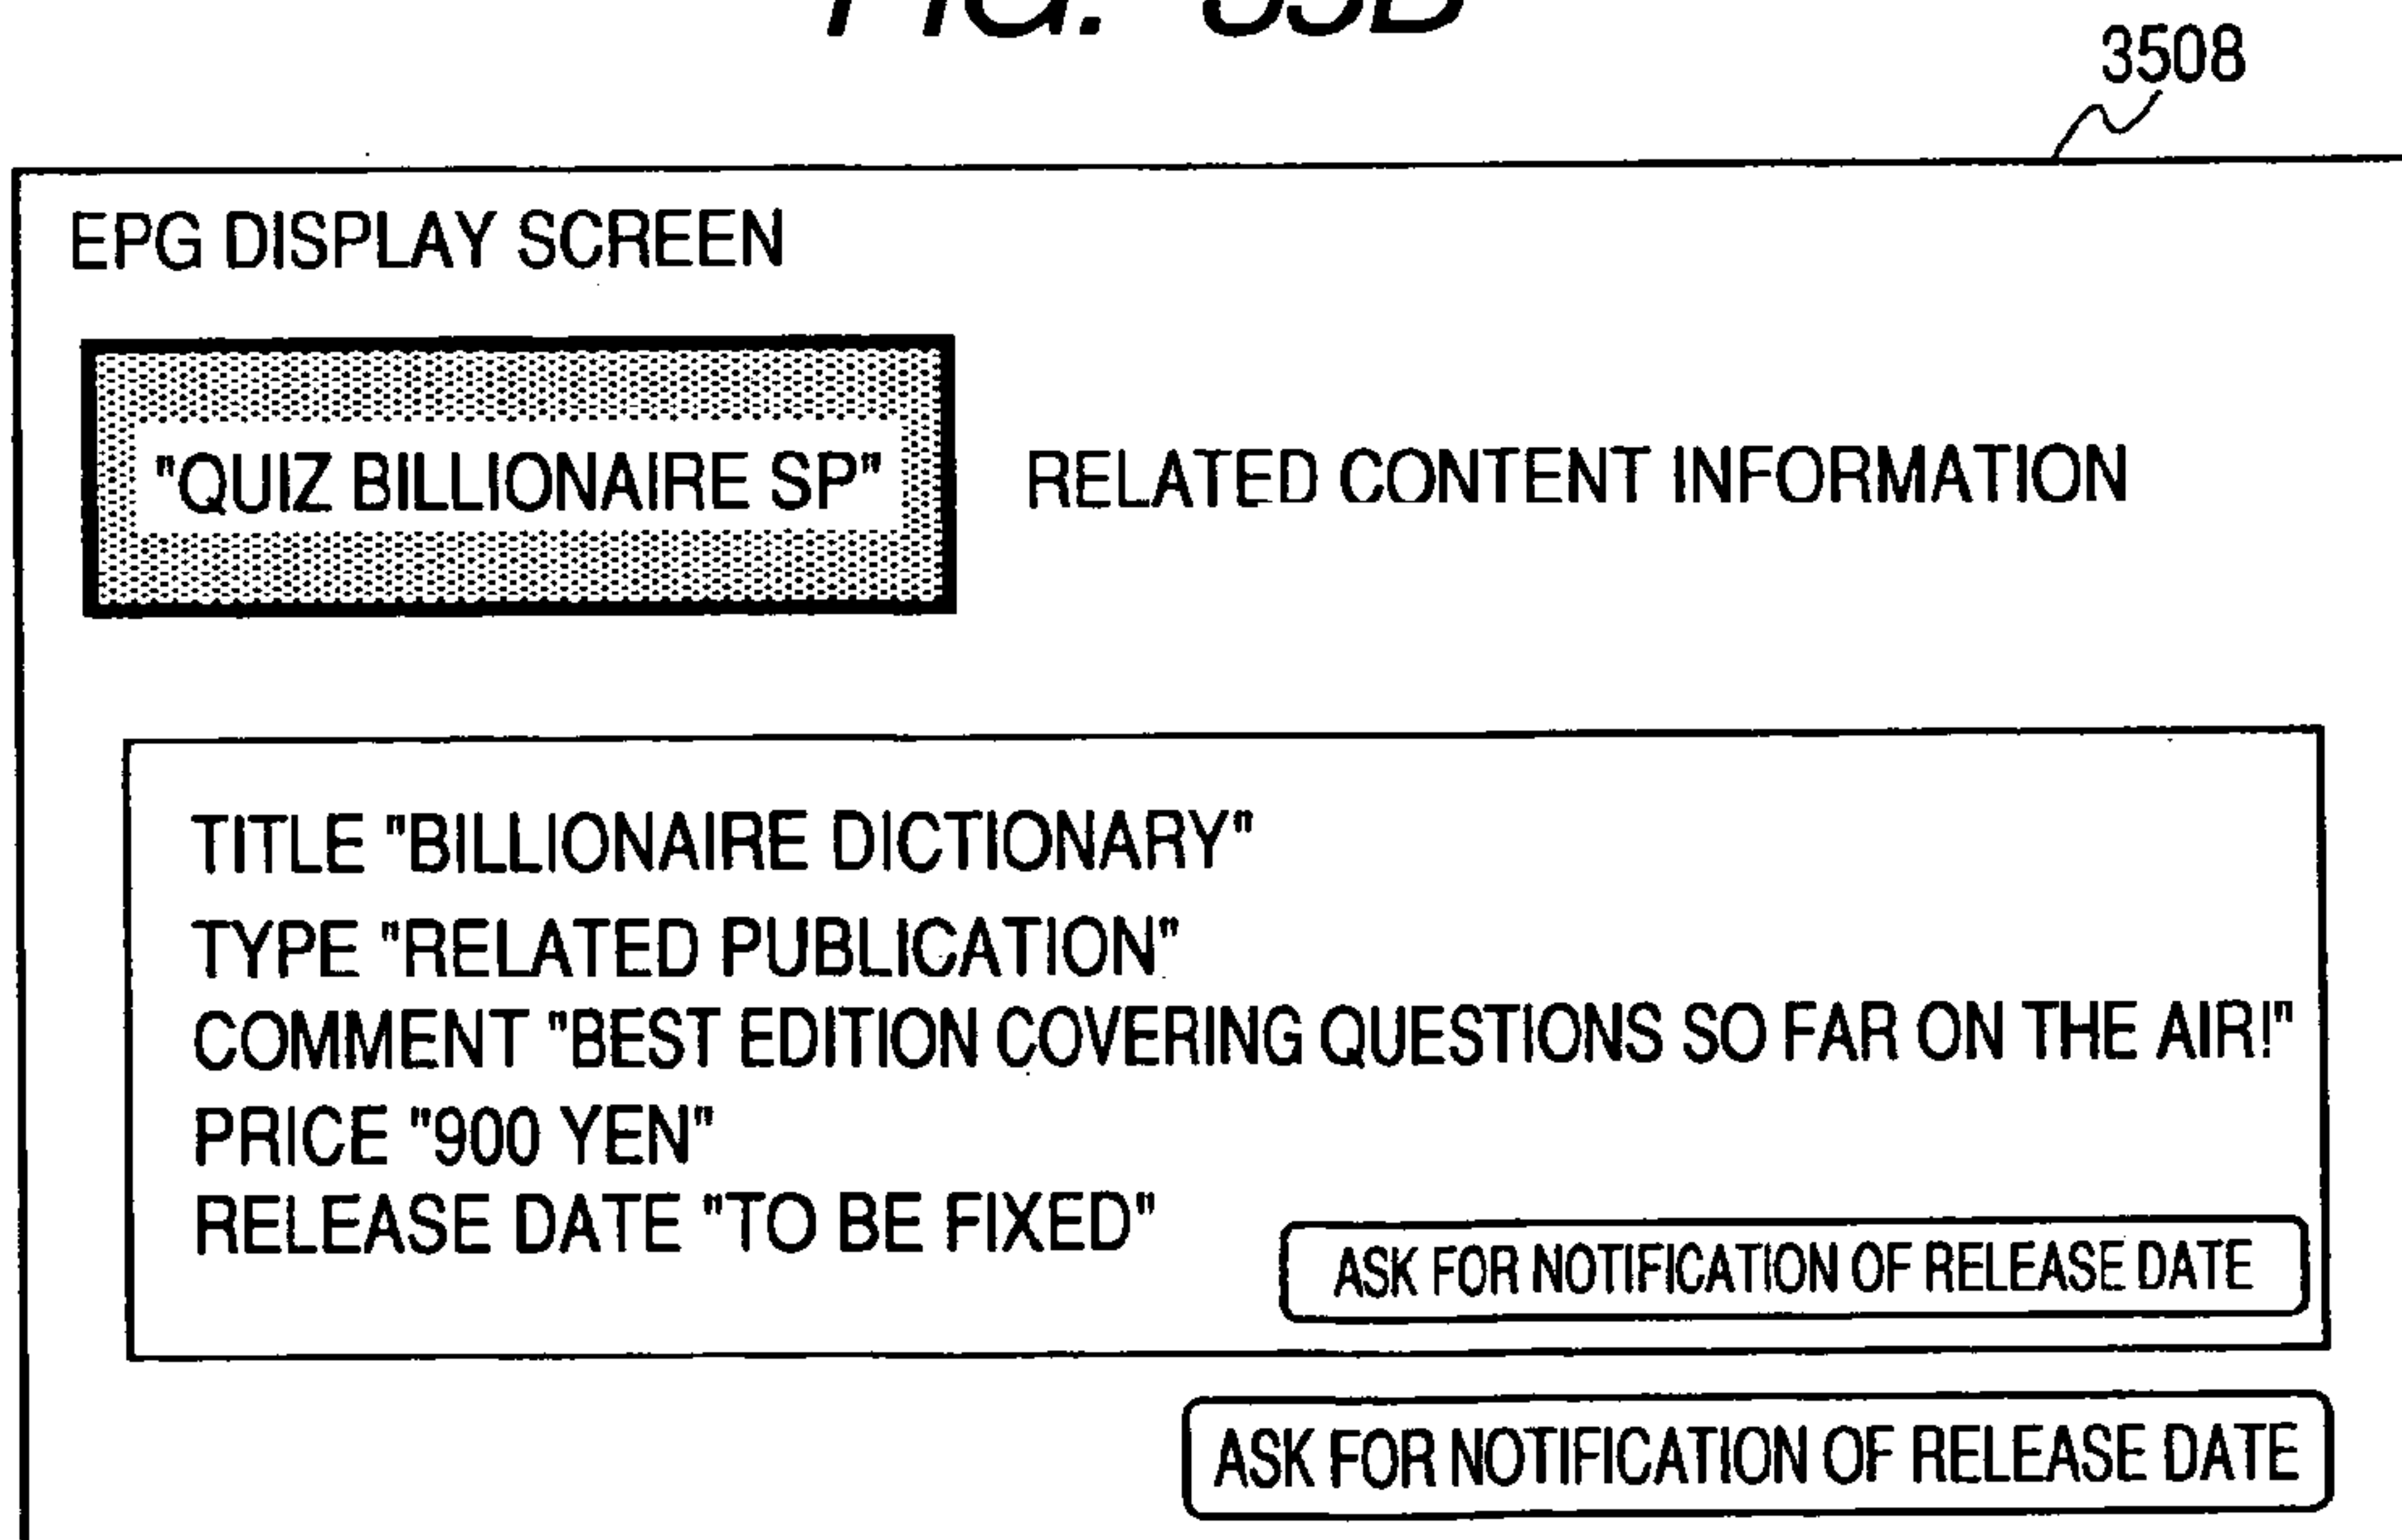 FIG. 35B
3508
EPG DISPLAY SCREEN
"QUIZ BILLIONAIRE SP"
RELATED CONTENT INFORMATION
TITLE "BILLIONAIRE DICTIONARY"
TYPE "RELATED PUBLICATION"
COMMENT "BEST EDITION COVERING QUESTIONS SO FAR ON THE AIR!"
PRICE "900 YEN"
RELEASE DATE "TO BE FIXED"
ASK FOR NOTIFICATION OF RELEASE DATE
ASK FOR NOTIFICATION OF RELEASE DATE